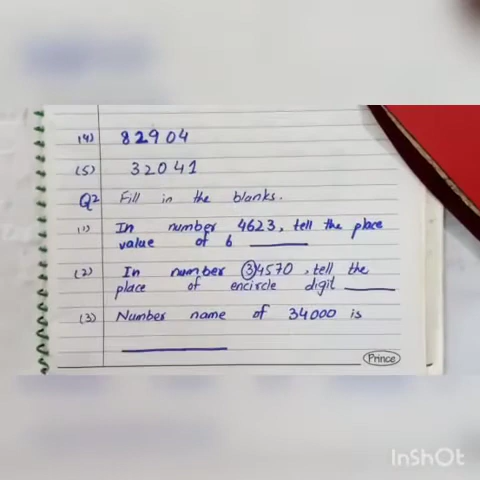 (4) 82904
(5) 32041
Q2 Fill in the blanks.
(1) In number 4623, tell the place
value of 6 ______
(2) In number 34570, tell the
place of encircle digit ______
(3) Number name of 34000 is
______
Prince
InShOt